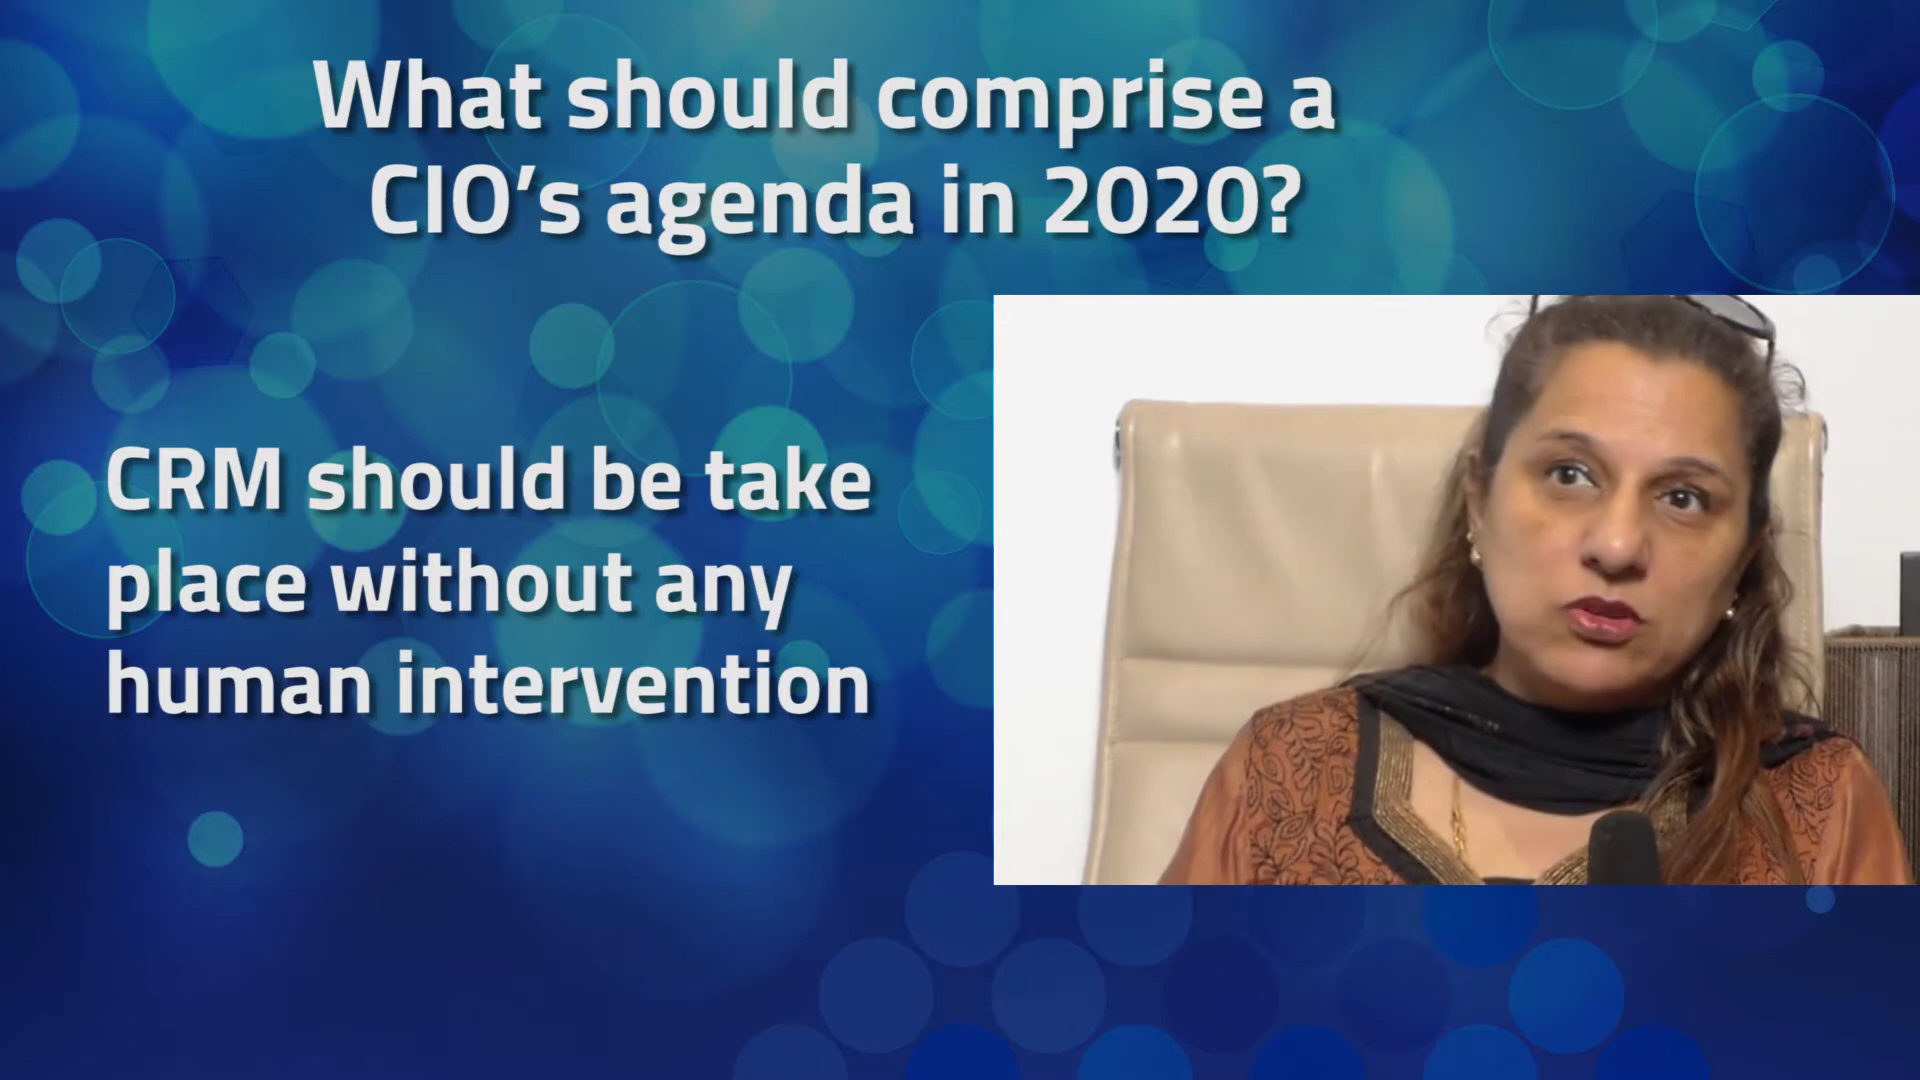 What should comprise a
CIO’s agenda in 2020?
CRM should be take
place without any
human intervention